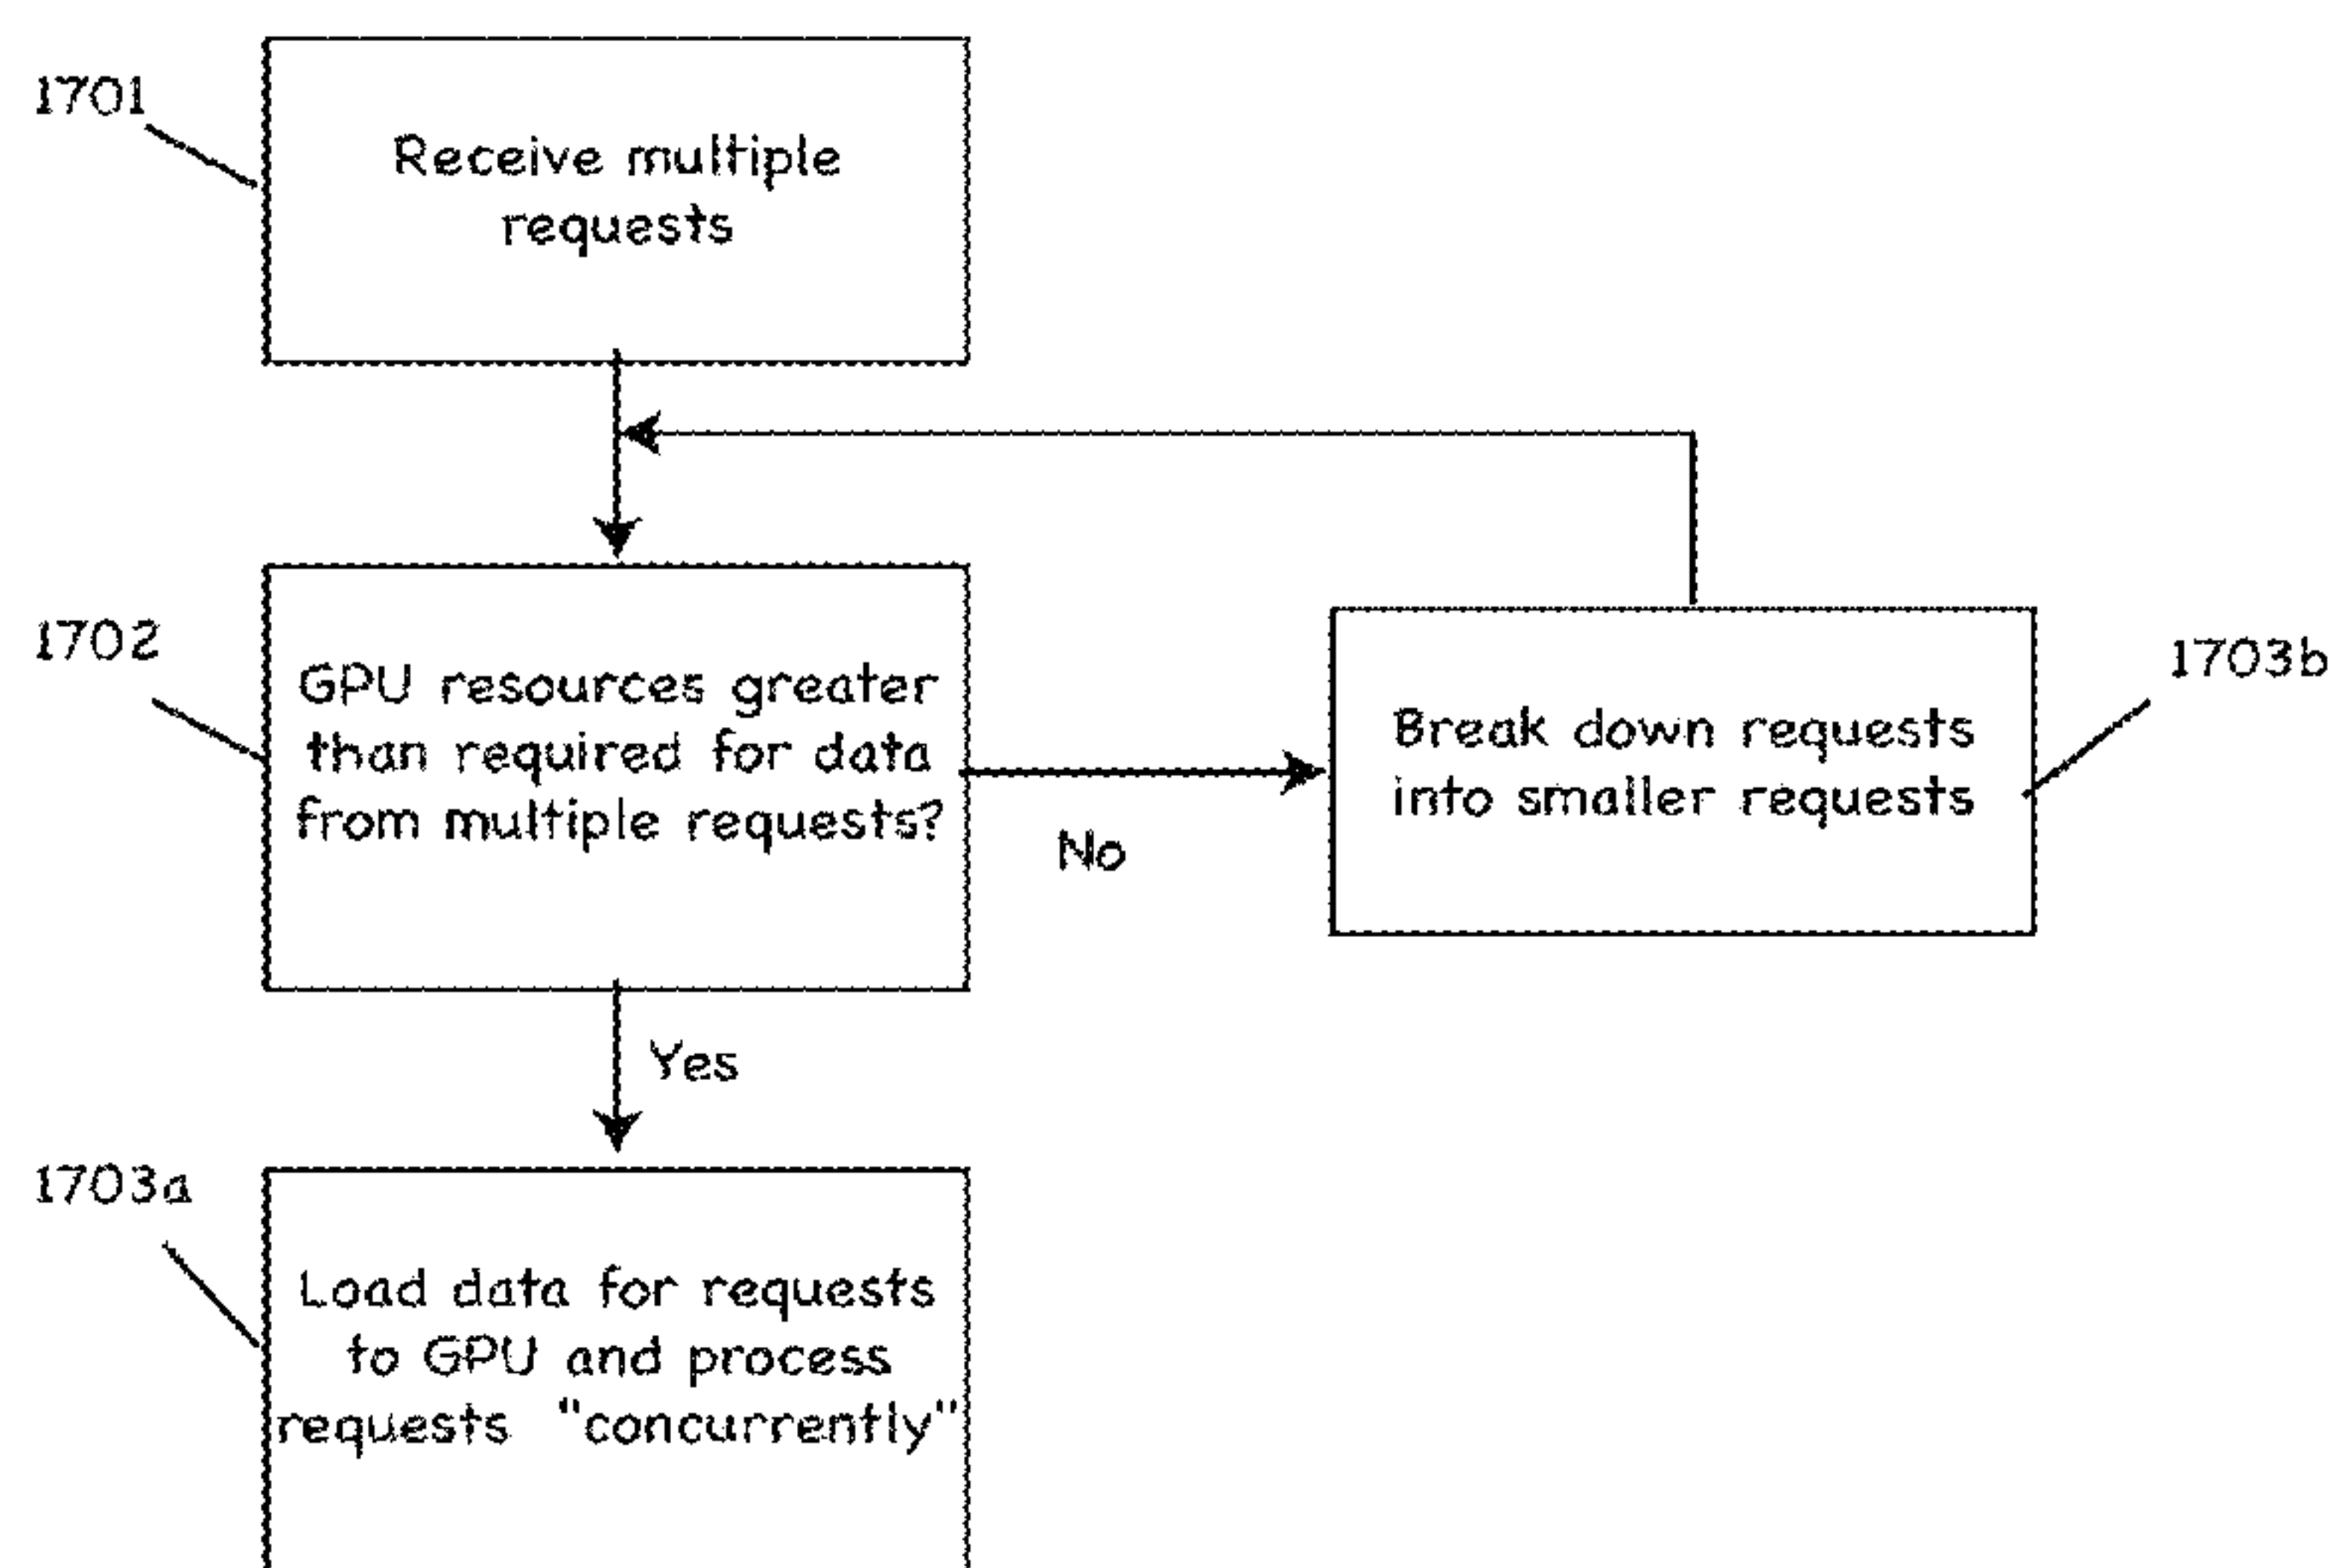 1701
Receive multiple
requests
1702
GPU resources greater
than required for data
from multiple requests?
No
1703b
Break down requests
into smaller requests
Yes
1703a
Load data for requests
to GPU and process
requests "concurrently"